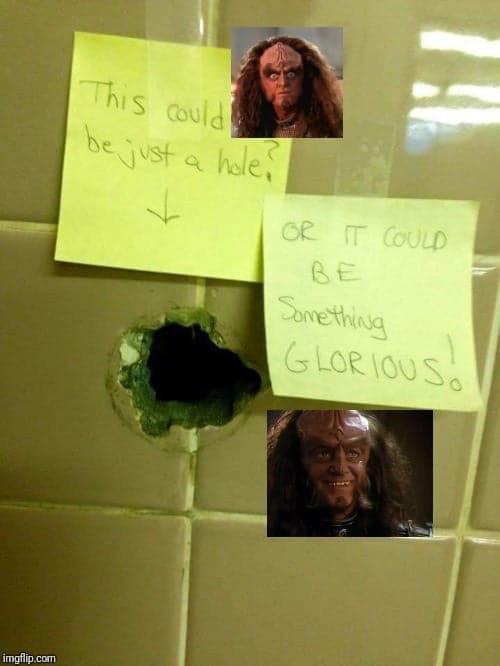 This could
be just a hole?
OR IT COULD
BE
Something
GLORIOUS!
imgflip.com